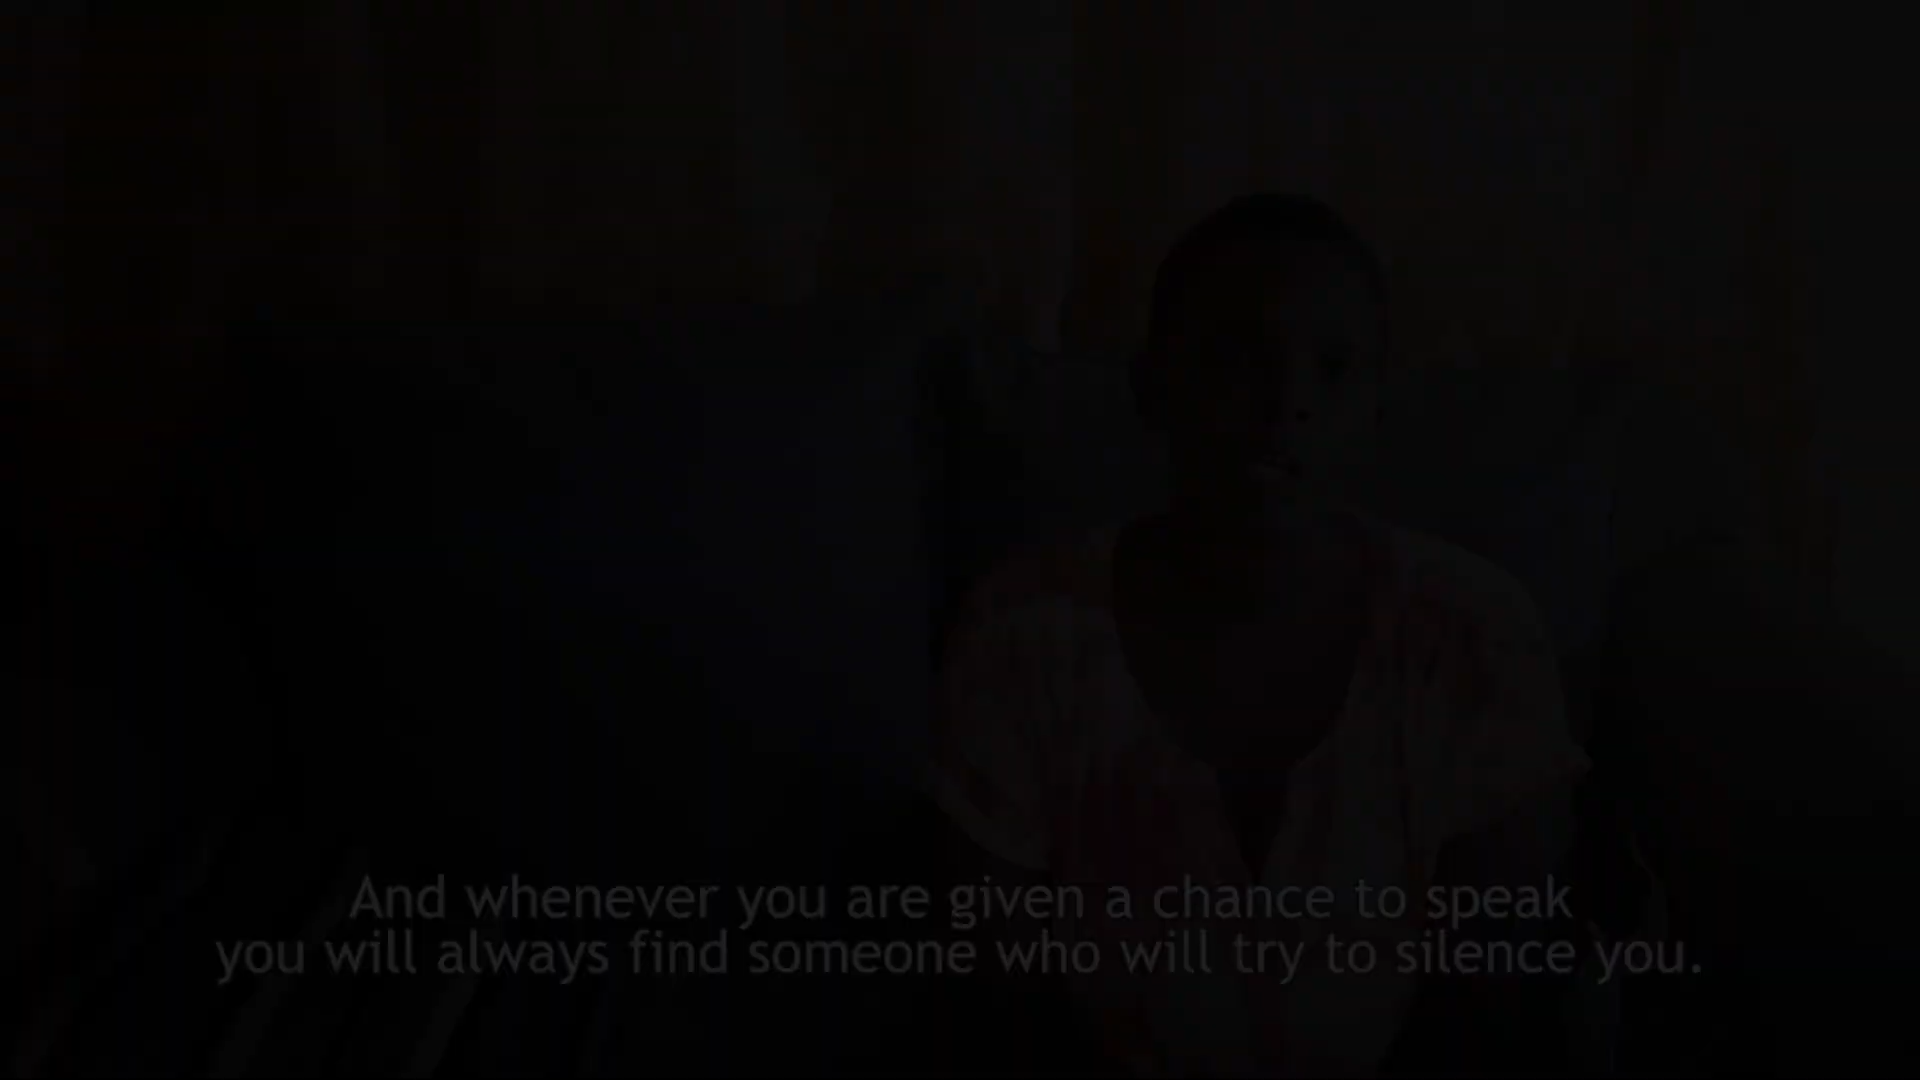 And whenever you are given a chance to speak
you will always find someone who will try to silence you.